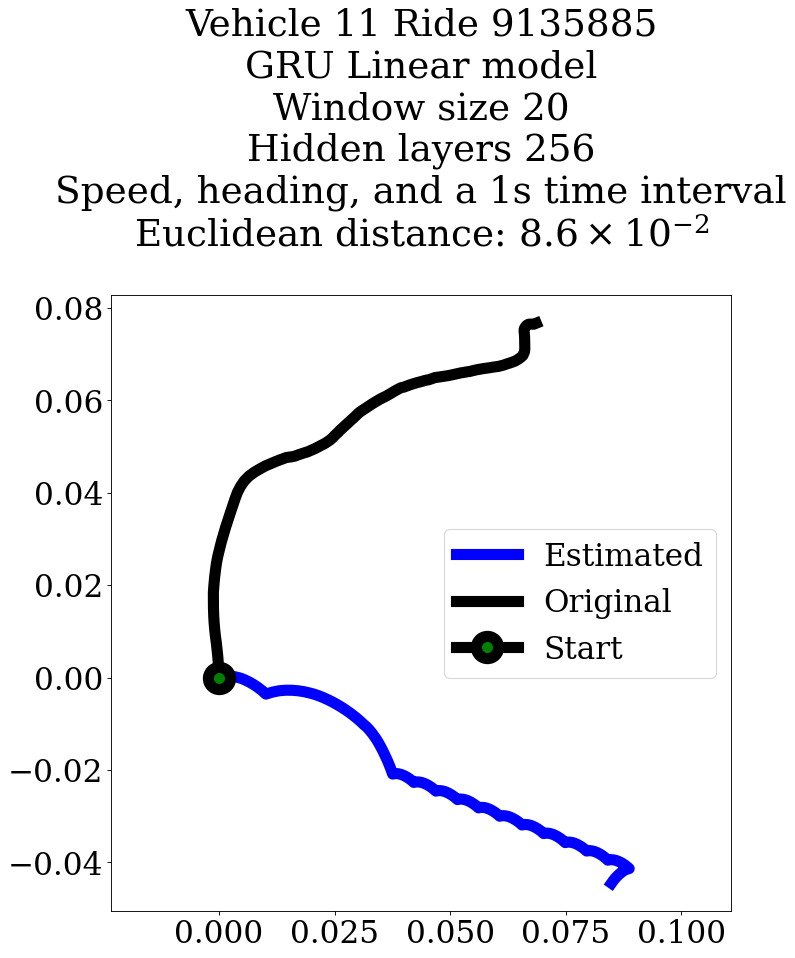 Vehicle 11 Ride 9135885
GRU Linear model
Window size 20
Hidden layers 256
Speed, heading, and a 1s time interval
Euclidean distance: 8.6 × 10⁻²
0.08
0.06
0.04
0.02
0.00
−0.02
−0.04
Estimated
Original
Start
0.000 0.025 0.050 0.075 0.100